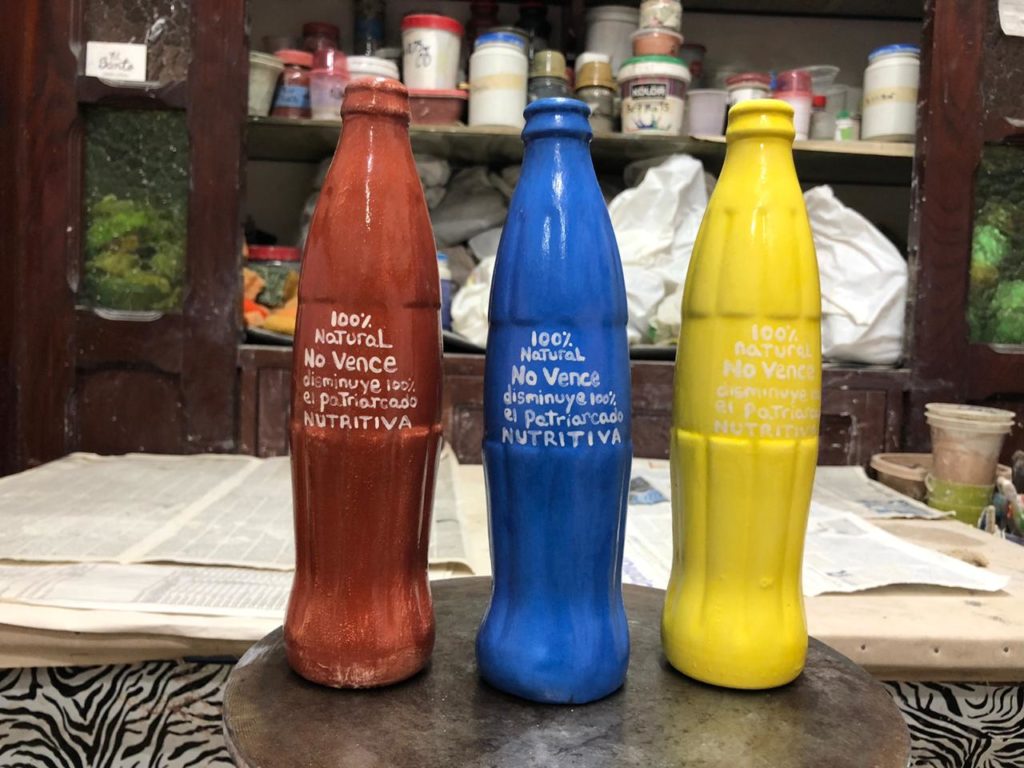 100%
Natural
No Vence
disminuye 100%
el Patriarcado
NUTRITIVA
100%
Natural
No Vence
disminuye 100%
el Patriarcado
NUTRITIVA
100%
Natural
No Vence
disminuye
el Patriarcado
NUTRITIVA